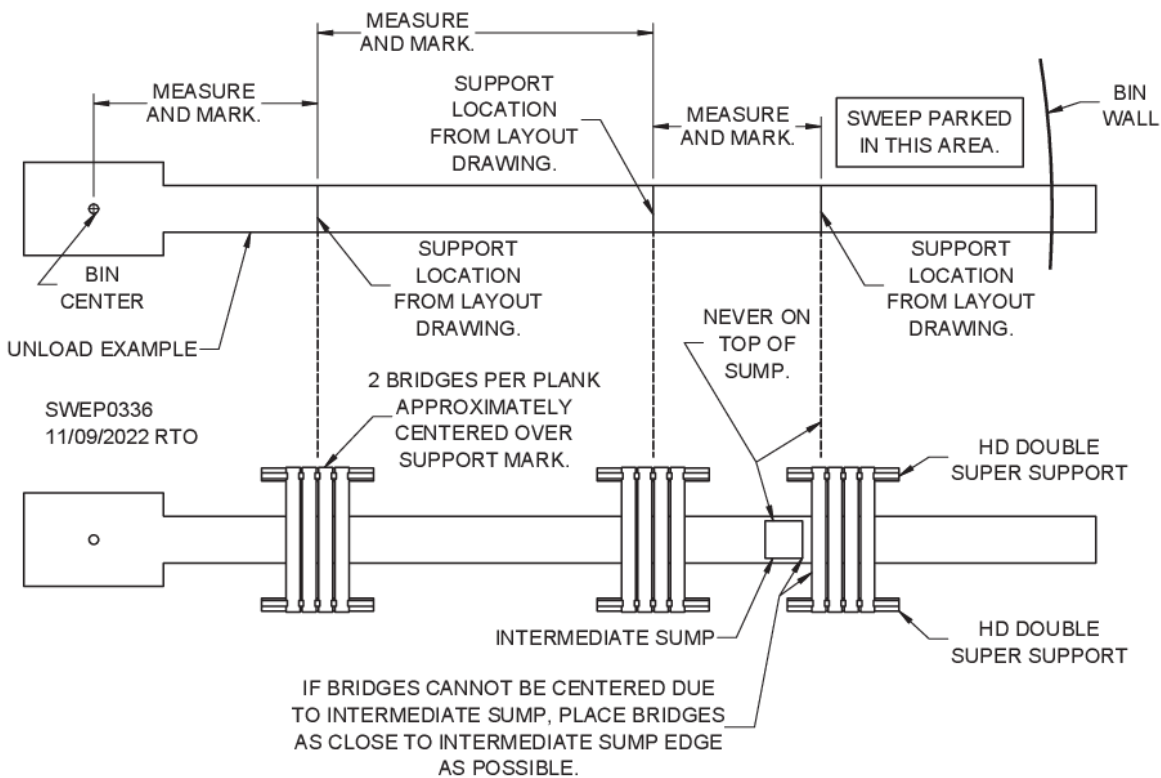 MEASURE
AND MARK.
MEASURE
AND MARK.
SUPPORT
LOCATION
FROM LAYOUT
DRAWING.
MEASURE
AND MARK.
SWEEP PARKED
IN THIS AREA.
BIN
WALL
BIN
CENTER
SUPPORT
LOCATION
FROM LAYOUT
DRAWING.
SUPPORT
LOCATION
FROM LAYOUT
DRAWING.
UNLOAD EXAMPLE
NEVER ON
TOP OF
SUMP.
SWEP0336
11/09/2022 RTO
2 BRIDGES PER PLANK
APPROXIMATELY
CENTERED OVER
SUPPORT MARK.
HD DOUBLE
SUPER SUPPORT
INTERMEDIATE SUMP
HD DOUBLE
SUPER SUPPORT
IF BRIDGES CANNOT BE CENTERED DUE
TO INTERMEDIATE SUMP, PLACE BRIDGES
AS CLOSE TO INTERMEDIATE SUMP EDGE
AS POSSIBLE.